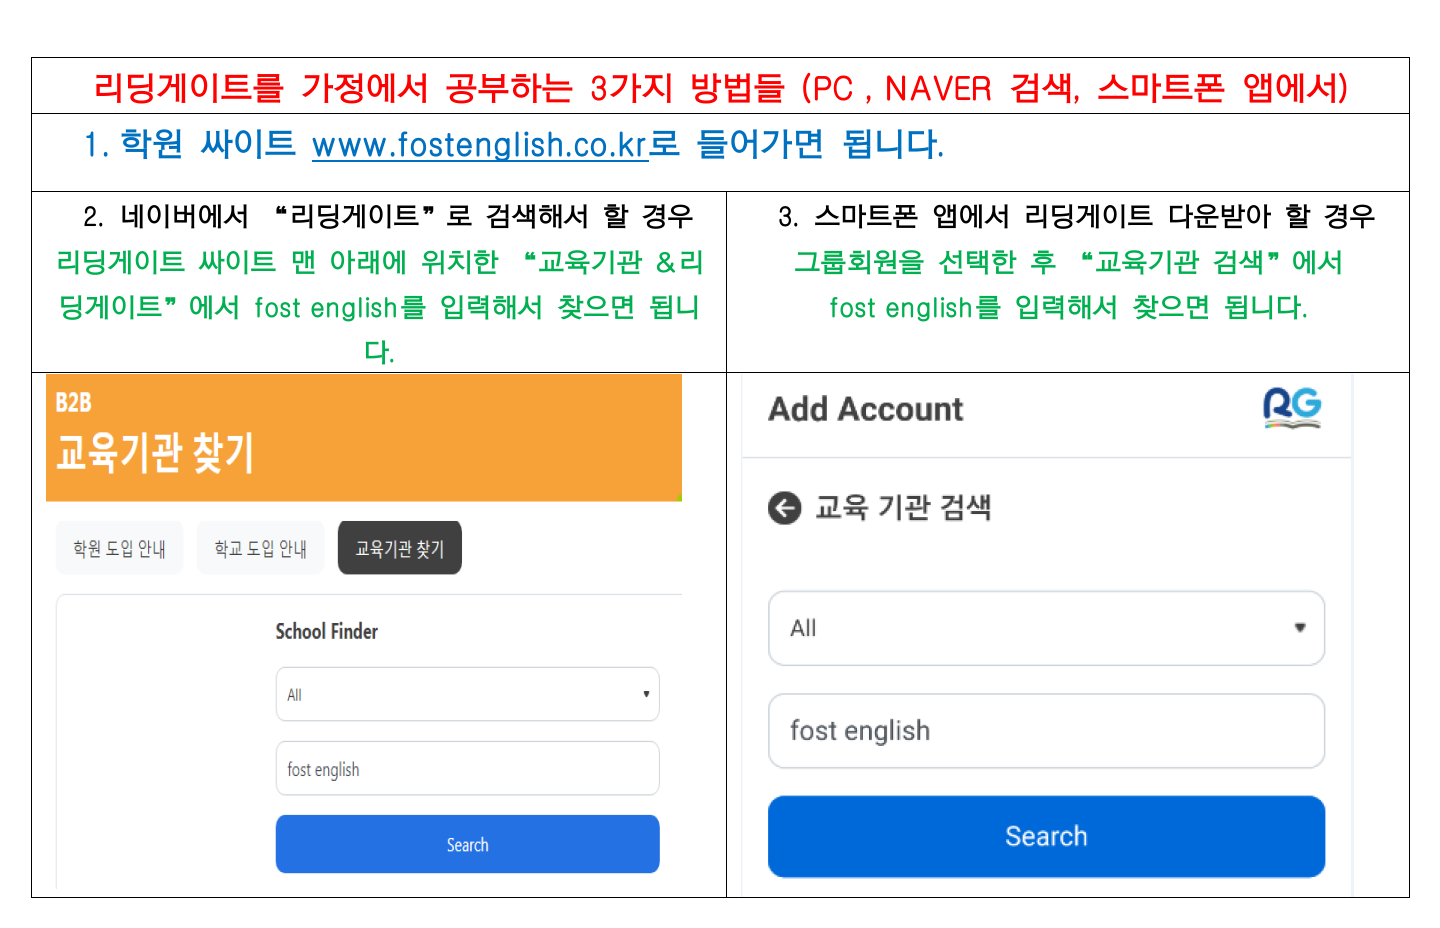 리딩게이트를 가정에서 공부하는 3가지 방법들 (PC , NAVER 검색, 스마트폰 앱에서)
1. 학원 싸이트 www.fostenglish.co.kr로 들어가면 됩니다.
2. 네이버에서 “리딩게이트”로 검색해서 할 경우
리딩게이트 싸이트 맨 아래에 위치한 “교육기관 &리
딩게이트”에서 fost english를 입력해서 찾으면 됩니
다.
3. 스마트폰 앱에서 리딩게이트 다운받아 할 경우
그룹회원을 선택한 후 “교육기관 검색”에서
fost english를 입력해서 찾으면 됩니다.
B2B
교육기관 찾기
학원 도입 안내 학교 도입 안내 교육기관 찾기
School Finder
All
fost english
Search
Add Account RG
교육 기관 검색
All
fost english
Search